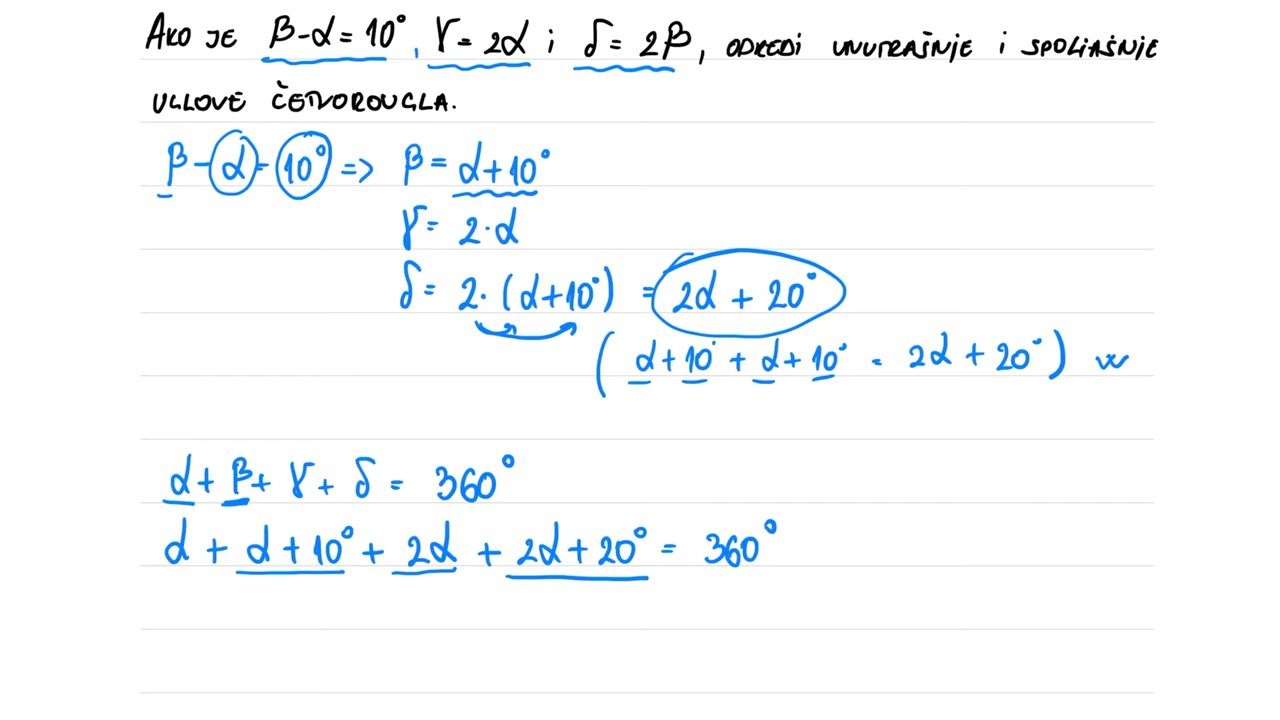 AKO JE β-α=10°, γ=2α i δ=2β, ODREDI UNUTRAŠNJE I SPOLJAŠNJE
UGLOVE ČETVOROUGLA.
β-α=10° => β=α+10°
γ= 2·α
δ= 2·(α+10°) = 2α + 20°
(α+10° + α+10° = 2α + 20°)
α+β+γ+δ= 360°
α + α+10° + 2α + 2α+20° = 360°